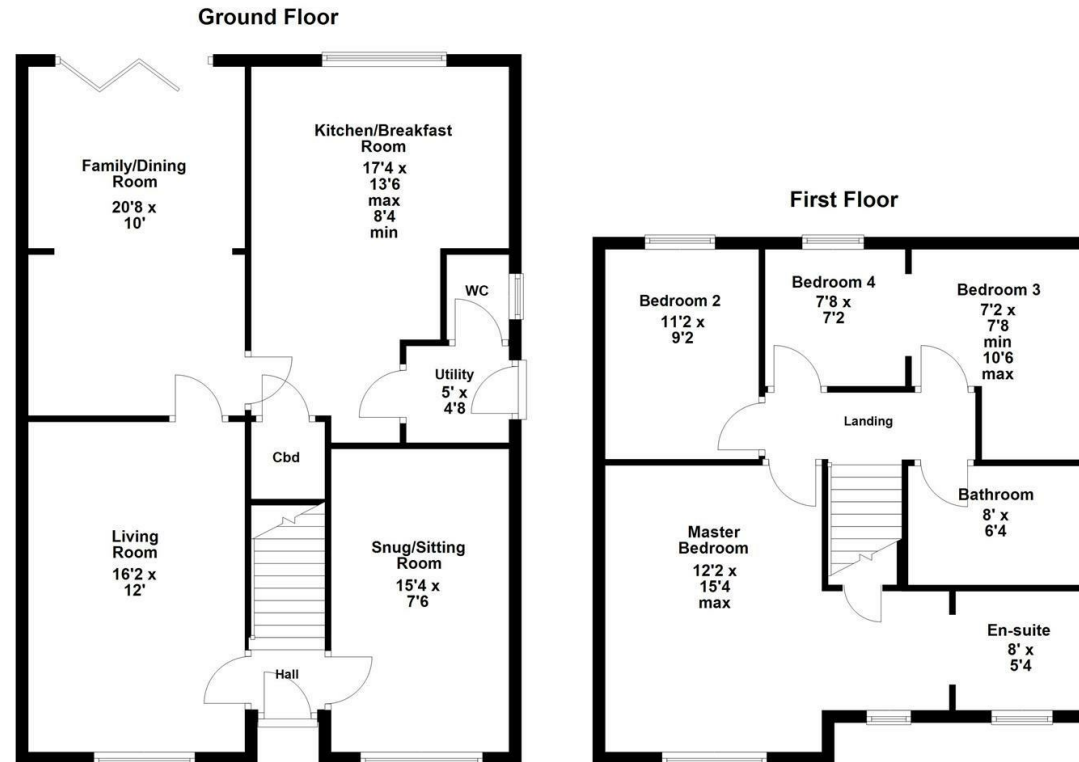 Ground Floor
Family/Dining
Room
20'8 x
10'
Kitchen/Breakfast
Room
17'4 x
13'6
max
8'4
min
WC
Utility
5' x
4'8
Cbd
Living
Room
16'2 x
12'
Snug/Sitting
Room
15'4 x
7'6
Hall
First Floor
Bedroom 2
11'2 x
9'2
Bedroom 4
7'8 x
7'2
Bedroom 3
7'2 x
7'8
min
10'6
max
Landing
Master
Bedroom
12'2 x
15'4
max
Bathroom
8' x
6'4
En-suite
8' x
5'4